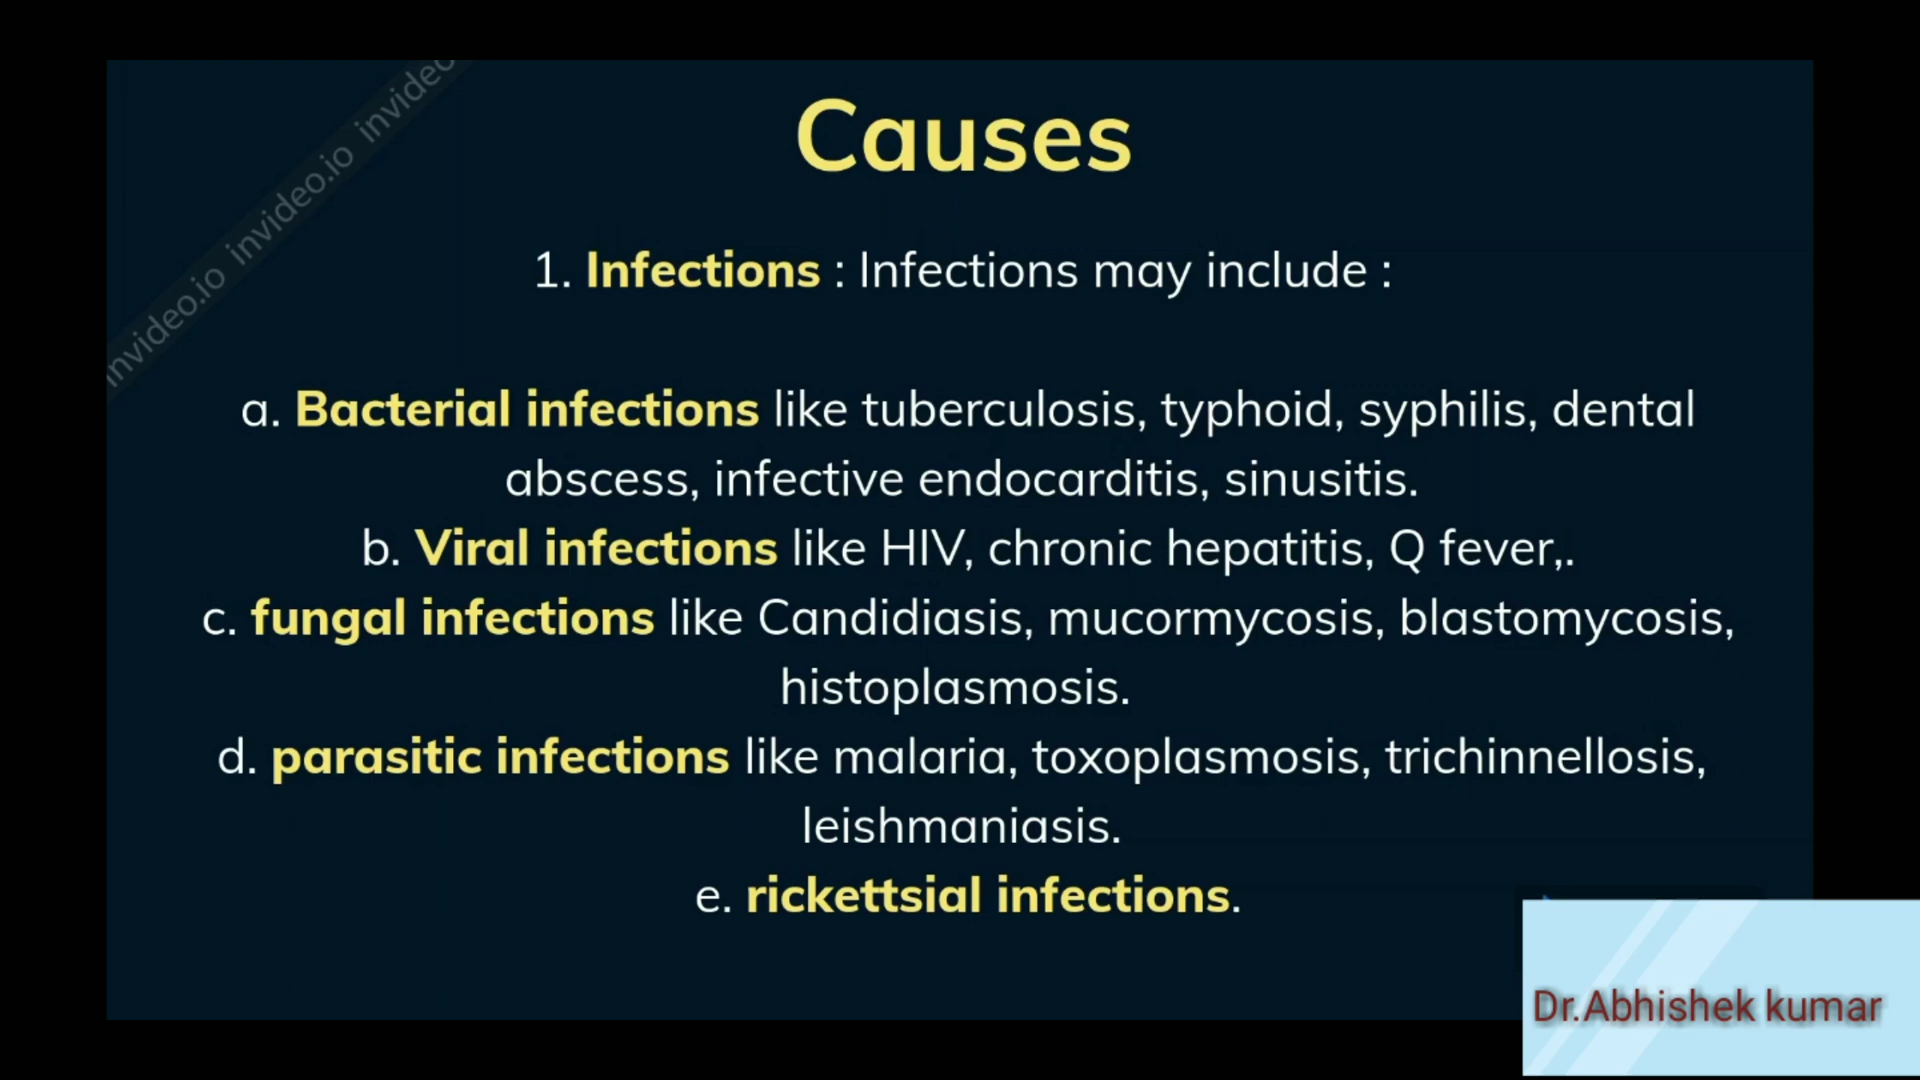 invideo.io invideo.io invideo
Causes
1. Infections : Infections may include :
a. Bacterial infections like tuberculosis, typhoid, syphilis, dental
abscess, infective endocarditis, sinusitis.
b. Viral infections like HIV, chronic hepatitis, Q fever,.
c. fungal infections like Candidiasis, mucormycosis, blastomycosis,
histoplasmosis.
d. parasitic infections like malaria, toxoplasmosis, trichinnellosis,
leishmaniasis.
e. rickettsial infections.
Dr.Abhishek kumar